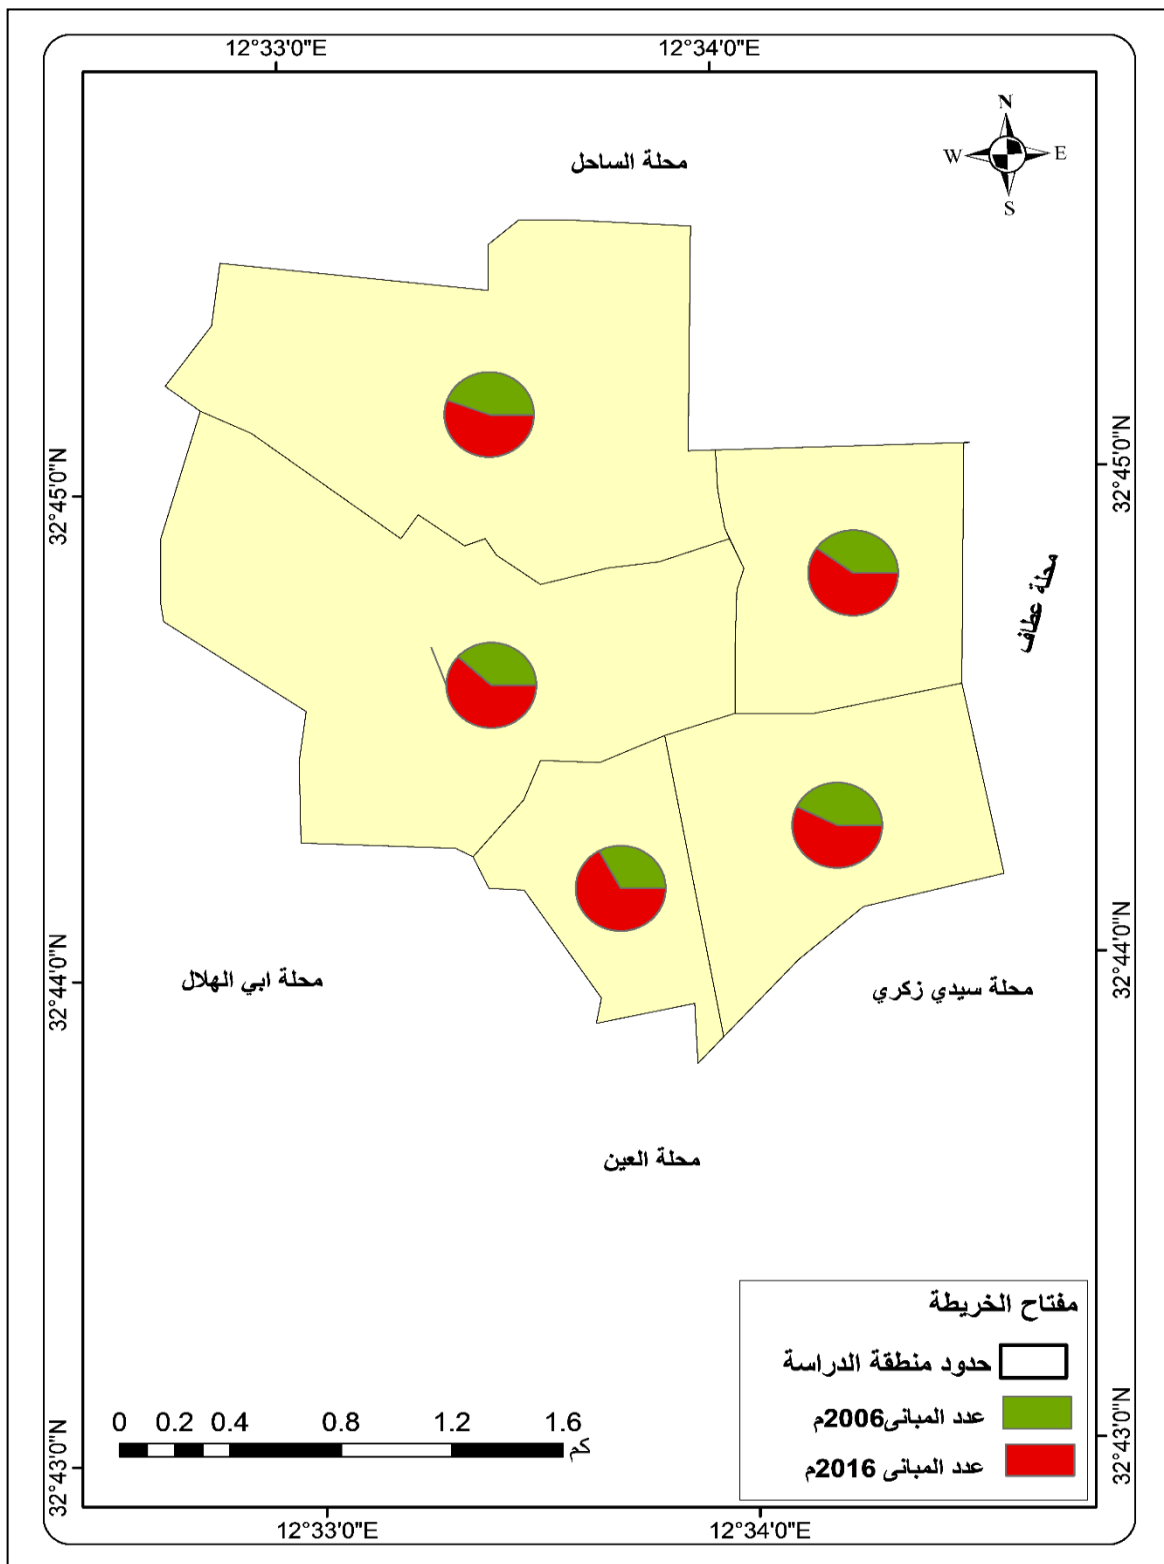 12°33'0"E
12°34'0"E
N
W
E
S
محلة الساحل
32°45'0"N
32°45'0"N
محلة عطاف
32°44'0"N
32°44'0"N
محلة ابي الهلال
محلة سيدي زكري
محلة العين
مفتاح الخريطة
حدود منطقة الدراسة
عدد المبانى2006م
عدد المبانى 2016م
0 0.2 0.4 0.8 1.2 1.6
كم
32°43'0"N
32°43'0"N
12°33'0"E
12°34'0"E